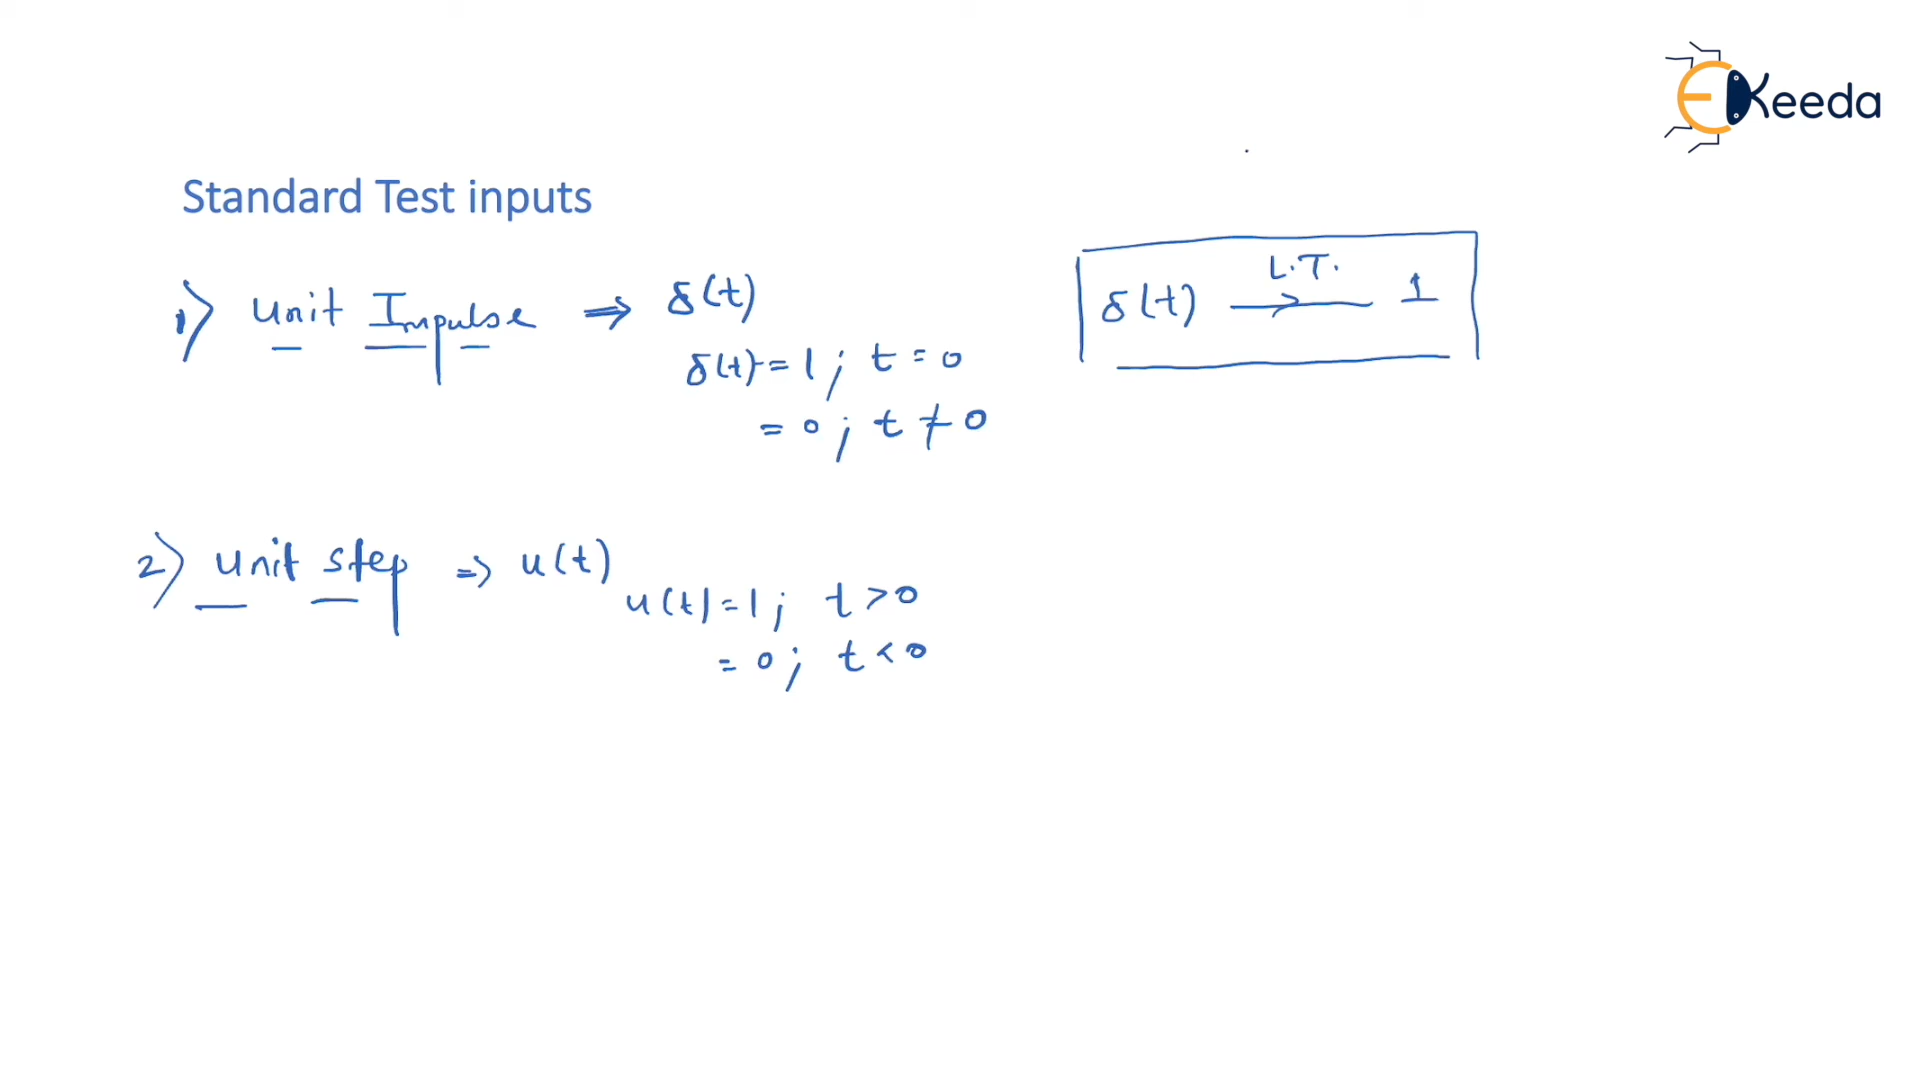 EKeeda
Standard Test inputs
1) Unit Impulse ⇒ δ(t)
δ(t) = 1 ; t = 0
= 0 ; t ≠ 0
δ(t) L.T. → 1
2) Unit step ⇒ u(t)
u(t) = 1 ; t > 0
= 0 ; t < 0